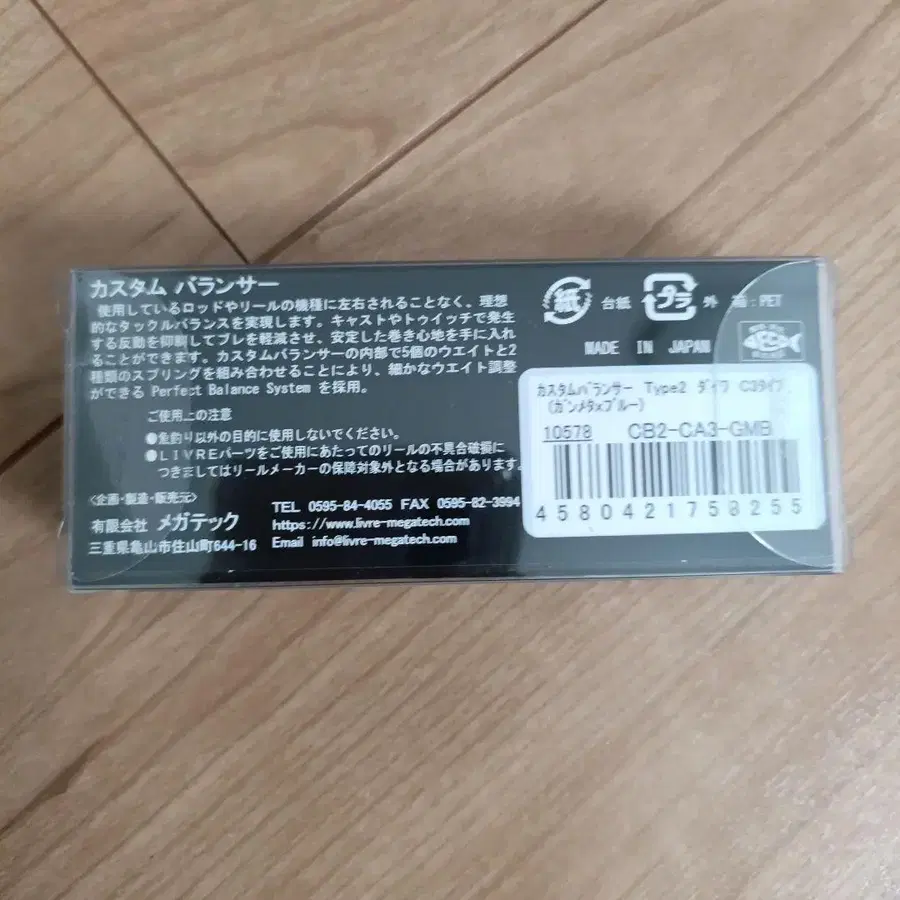 カスタム バランサー
使用しているロッドやリールの機種に左右されることなく、理想
的なタックルバランスを実現します。キャストやトゥイッチで発生
する反動を抑制してブレを軽減させ、安定した巻き心地を手に入れ
ることができます。カスタムバランサーの内部で5個のウエイトと2
種類のスプリングを組み合わせることにより、細かなウエイト調整
ができる Perfect Balance System を採用。
ご使用上の注意
●魚釣り以外の目的に使用しないでください。
●LIVREパーツをご使用にあたってのリールの不具合破損に
つきましてはリールメーカーの保障対象外となる場合があります。
<企画・製造・販売元>
有限会社 メガテック
三重県亀山市住山町644-16
TEL 0595-84-4055 FAX 0595-82-3994
https://www.livre-megatech.com
Email info@livre-megatech.com
紙 台紙 プラ 外 箱:PET
MADE IN JAPAN
カスタムバランサー Type2 ダイワ C3タイプ
(ガンメタ×ブルー)
10578 CB2-CA3-GMB
4580421758255